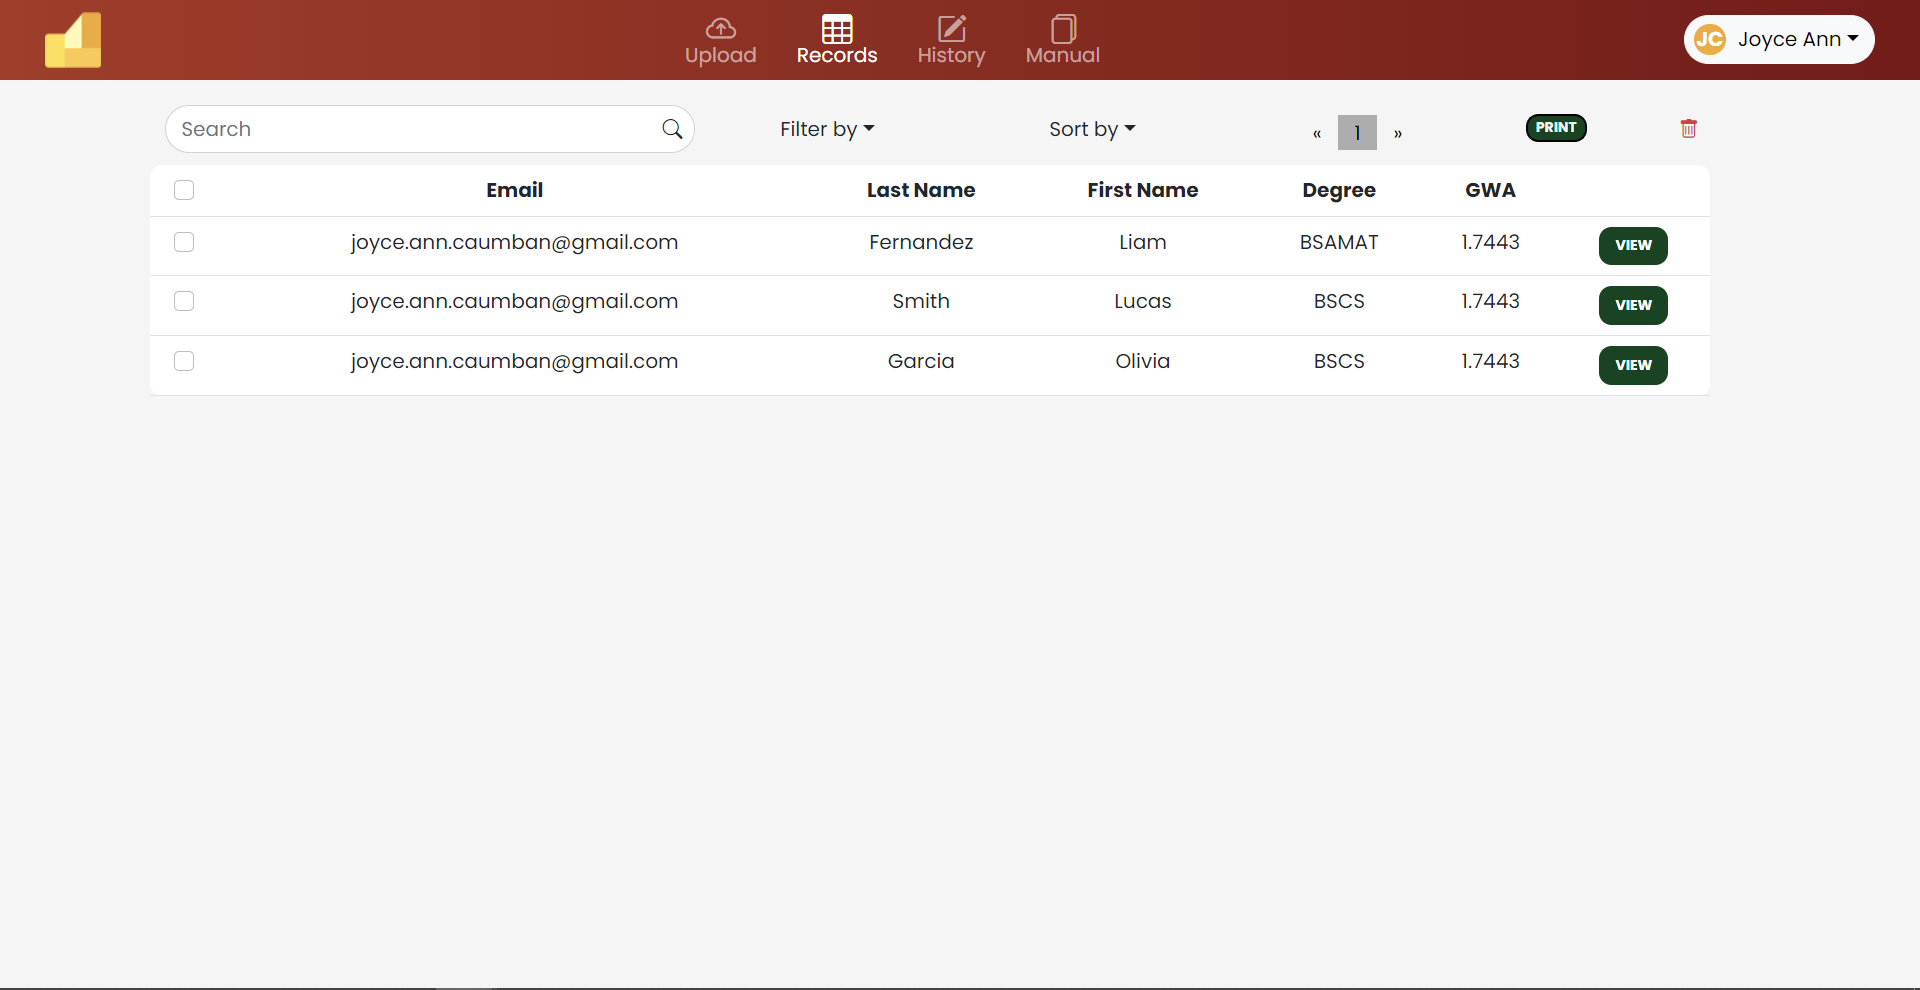 Upload Records History Manual
JC Joyce Ann
Search Filter by Sort by « 1 » PRINT
Email Last Name First Name Degree GWA
joyce.ann.caumban@gmail.com Fernandez Liam BSAMAT 1.7443 VIEW
joyce.ann.caumban@gmail.com Smith Lucas BSCS 1.7443 VIEW
joyce.ann.caumban@gmail.com Garcia Olivia BSCS 1.7443 VIEW